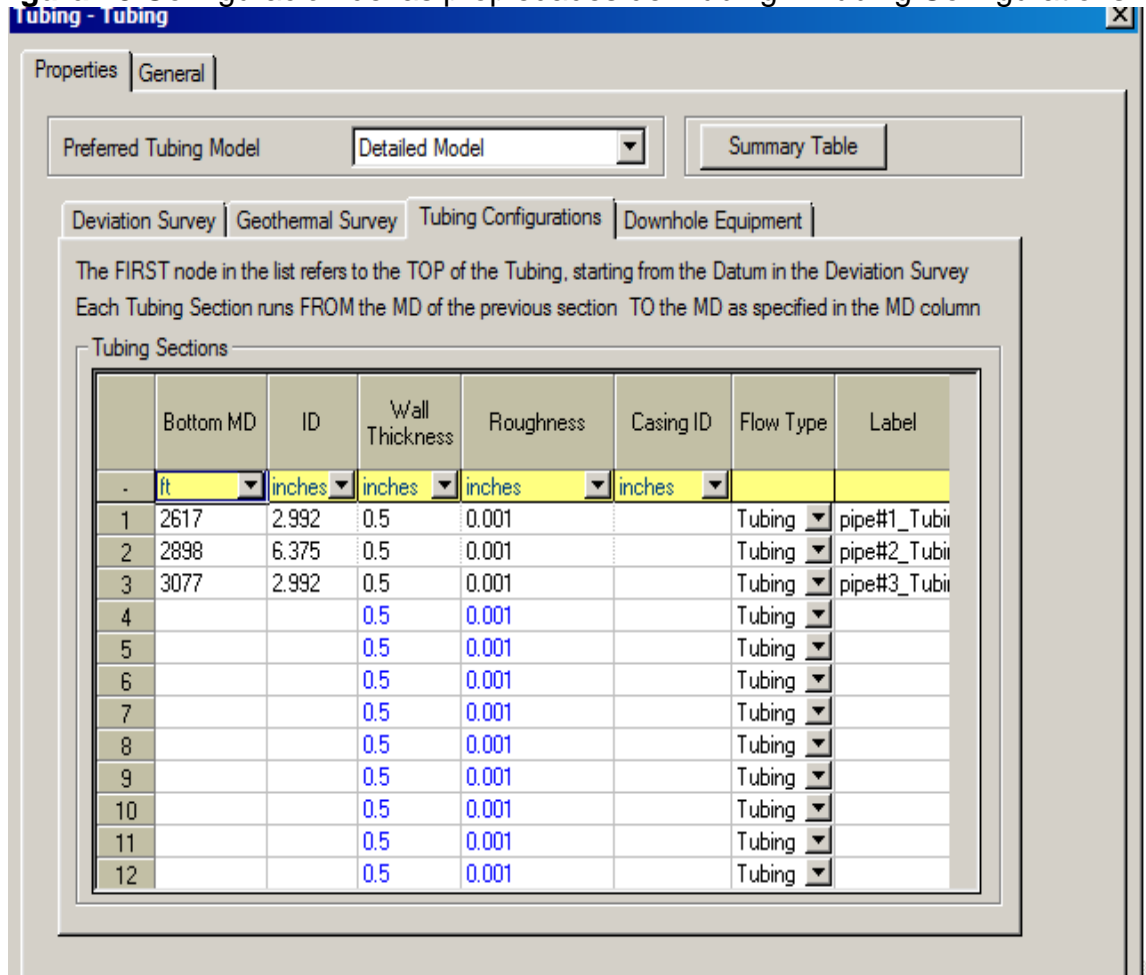 Tubing - Tubing
Properties General
Preferred Tubing Model Detailed Model Summary Table
Deviation Survey Geothermal Survey Tubing Configurations Downhole Equipment
The FIRST node in the list refers to the TOP of the Tubing, starting from the Datum in the Deviation Survey
Each Tubing Section runs FROM the MD of the previous section TO the MD as specified in the MD column
Tubing Sections
Bottom MD ID Wall Thickness Roughness Casing ID Flow Type Label
- ft inches inches inches inches
1 2617 2.992 0.5 0.001 Tubing pipe#1_Tubi
2 2898 6.375 0.5 0.001 Tubing pipe#2_Tubi
3 3077 2.992 0.5 0.001 Tubing pipe#3_Tubi
4 0.5 0.001 Tubing
5 0.5 0.001 Tubing
6 0.5 0.001 Tubing
7 0.5 0.001 Tubing
8 0.5 0.001 Tubing
9 0.5 0.001 Tubing
10 0.5 0.001 Tubing
11 0.5 0.001 Tubing
12 0.5 0.001 Tubing